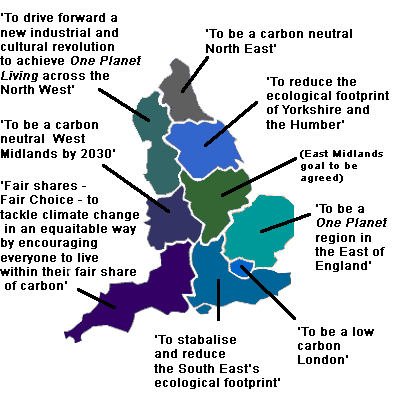 'To drive forward a
new industrial and
cultural revolution
to achieve One Planet
Living across the
North West'
'To be a carbon neutral
North East'
'To reduce the
ecological footprint
of Yorkshire and
the Humber'
'To be a carbon
neutral West
Midlands by 2030'
(East Midlands
goal to be
agreed)
'Fair shares -
Fair Choice - to
tackle climate change
in an equitable way
by encouraging
everyone to live
within their fair share
of carbon'
'To be a
One Planet
region in
the East of
England'
'To be a low
carbon
London'
'To stabalise
and reduce
the South East's
ecological footprint'